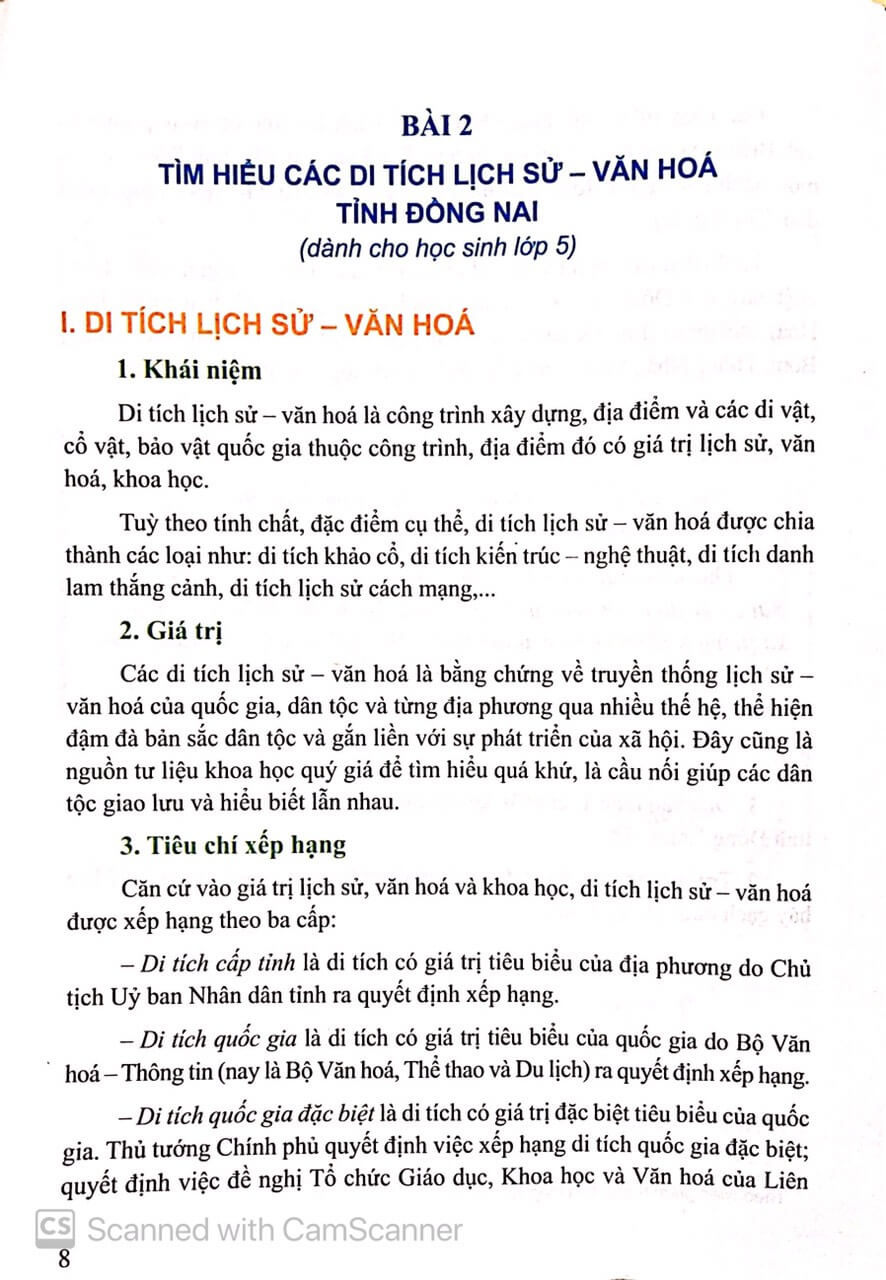 BÀI 2
TÌM HIỂU CÁC DI TÍCH LỊCH SỬ – VĂN HOÁ
TỈNH ĐỒNG NAI
(dành cho học sinh lớp 5)
I. DI TÍCH LỊCH SỬ – VĂN HOÁ
1. Khái niệm
Di tích lịch sử – văn hoá là công trình xây dựng, địa điểm và các di vật,
cổ vật, bảo vật quốc gia thuộc công trình, địa điểm đó có giá trị lịch sử, văn
hoá, khoa học.
Tuỳ theo tính chất, đặc điểm cụ thể, di tích lịch sử – văn hoá được chia
thành các loại như: di tích khảo cổ, di tích kiến trúc – nghệ thuật, di tích danh
lam thắng cảnh, di tích lịch sử cách mạng,...
2. Giá trị
Các di tích lịch sử – văn hoá là bằng chứng về truyền thống lịch sử –
văn hoá của quốc gia, dân tộc và từng địa phương qua nhiều thế hệ, thể hiện
đậm đà bản sắc dân tộc và gắn liền với sự phát triển của xã hội. Đây cũng là
nguồn tư liệu khoa học quý giá để tìm hiểu quá khứ, là cầu nối giúp các dân
tộc giao lưu và hiểu biết lẫn nhau.
3. Tiêu chí xếp hạng
Căn cứ vào giá trị lịch sử, văn hoá và khoa học, di tích lịch sử – văn hoá
được xếp hạng theo ba cấp:
– Di tích cấp tỉnh là di tích có giá trị tiêu biểu của địa phương do Chủ
tịch Uỷ ban Nhân dân tỉnh ra quyết định xếp hạng.
– Di tích quốc gia là di tích có giá trị tiêu biểu của quốc gia do Bộ Văn
hoá – Thông tin (nay là Bộ Văn hoá, Thể thao và Du lịch) ra quyết định xếp hạng.
– Di tích quốc gia đặc biệt là di tích có giá trị đặc biệt tiêu biểu của quốc
gia. Thủ tướng Chính phủ quyết định việc xếp hạng di tích quốc gia đặc biệt;
quyết định việc đề nghị Tổ chức Giáo dục, Khoa học và Văn hoá của Liên
CS Scanned with CamScanner
8